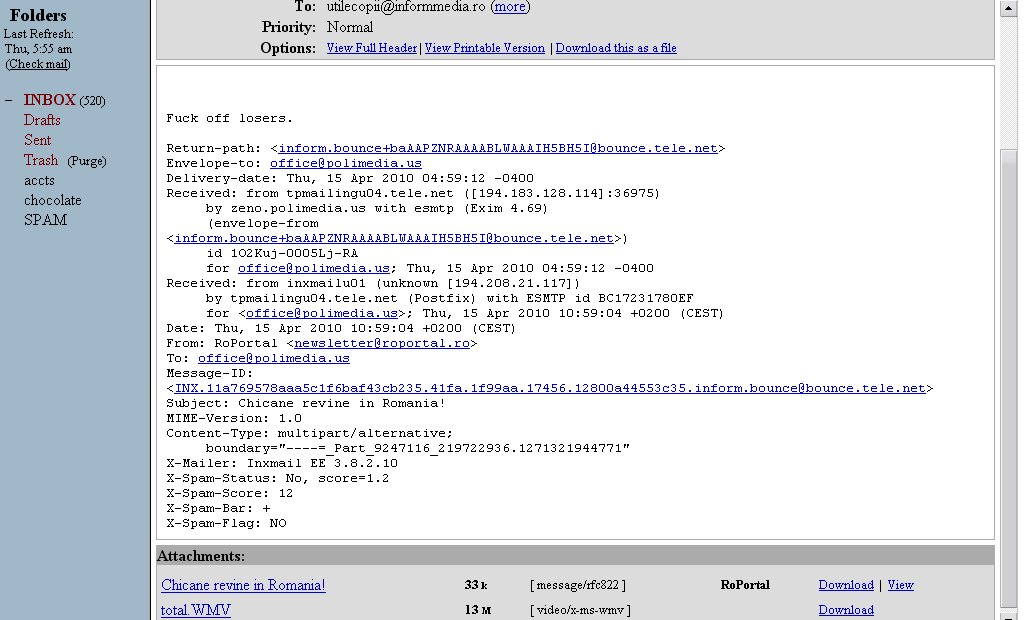 Folders
Last Refresh:
Thu, 5:55 am
(Check mail)
– INBOX (520)
Drafts
Sent
Trash (Purge)
accts
chocolate
SPAM
To: utilecopii@informmedia.ro (more)
Priority: Normal
Options: View Full Header | View Printable Version | Download this as a file
Fuck off losers.
Return-path: <inform.bounce+baAAPZNRAAAABLWAAAIH5BH5I@bounce.tele.net>
Envelope-to: office@polimedia.us
Delivery-date: Thu, 15 Apr 2010 04:59:12 -0400
Received: from tpmailingu04.tele.net ([194.183.128.114]:36975)
by zeno.polimedia.us with esmtp (Exim 4.69)
(envelope-from
<inform.bounce+baAAPZNRAAAABLWAAAIH5BH5I@bounce.tele.net>)
id 1O2Kuj-0005Lj-RA
for office@polimedia.us; Thu, 15 Apr 2010 04:59:12 -0400
Received: from inxmailu01 (unknown [194.208.21.117])
by tpmailingu04.tele.net (Postfix) with ESMTP id BC17231780EF
for <office@polimedia.us>; Thu, 15 Apr 2010 10:59:04 +0200 (CEST)
Date: Thu, 15 Apr 2010 10:59:04 +0200 (CEST)
From: RoPortal <newsletter@roportal.ro>
To: office@polimedia.us
Message-ID:
<INX.11a769578aaa5c1f6baf43cb235.41fa.1f99aa.17456.12800a44553c35.inform.bounce@bounce.tele.net>
Subject: Chicane revine in Romania!
MIME-Version: 1.0
Content-Type: multipart/alternative;
boundary="----=_Part_9247116_219722936.1271321944771"
X-Mailer: Inxmail EE 3.8.2.10
X-Spam-Status: No, score=1.2
X-Spam-Score: 12
X-Spam-Bar: +
X-Spam-Flag: NO
Attachments:
Chicane revine in Romania! 33 k [ message/rfc822 ] RoPortal Download | View
total.WMV 13 M [ video/x-ms-wmv ] Download